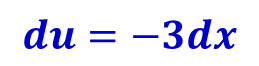 du = −3dx